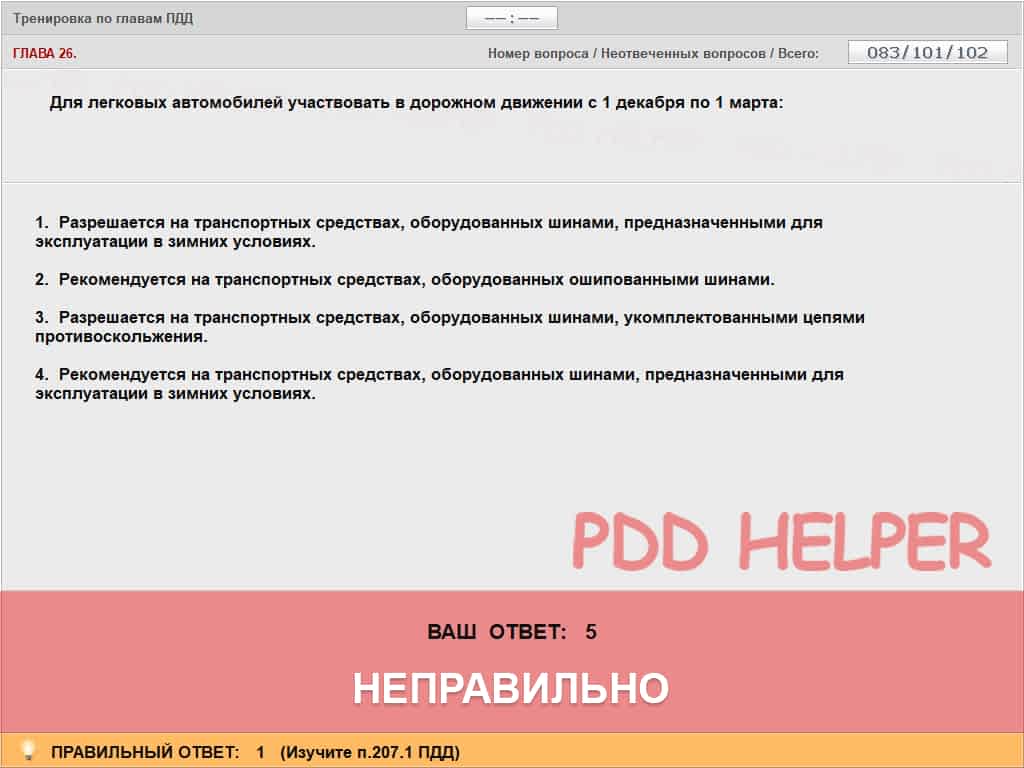 Тренировка по главам ПДД
––:––
ГЛАВА 26.
Номер вопроса / Неотвеченных вопросов / Всего:
083/101/102
Для легковых автомобилей участвовать в дорожном движении с 1 декабря по 1 марта:
1. Разрешается на транспортных средствах, оборудованных шинами, предназначенными для
эксплуатации в зимних условиях.
2. Рекомендуется на транспортных средствах, оборудованных ошипованными шинами.
3. Разрешается на транспортных средствах, оборудованных шинами, укомплектованными цепями
противоскольжения.
4. Рекомендуется на транспортных средствах, оборудованных шинами, предназначенными для
эксплуатации в зимних условиях.
PDD HELPER
ВАШ ОТВЕТ: 5
НЕПРАВИЛЬНО
ПРАВИЛЬНЫЙ ОТВЕТ: 1 (Изучите п.207.1 ПДД)